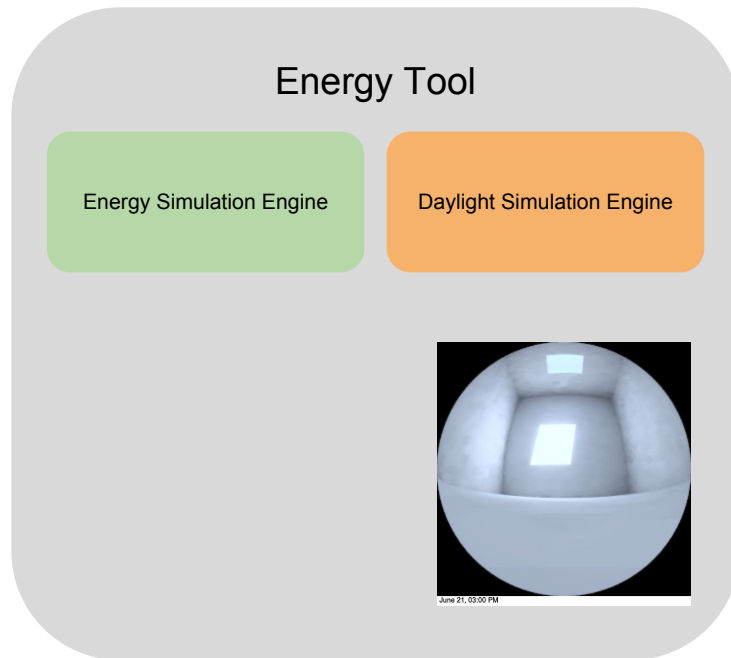 Energy Tool
Energy Simulation Engine
Daylight Simulation Engine
June 21, 03:00 PM